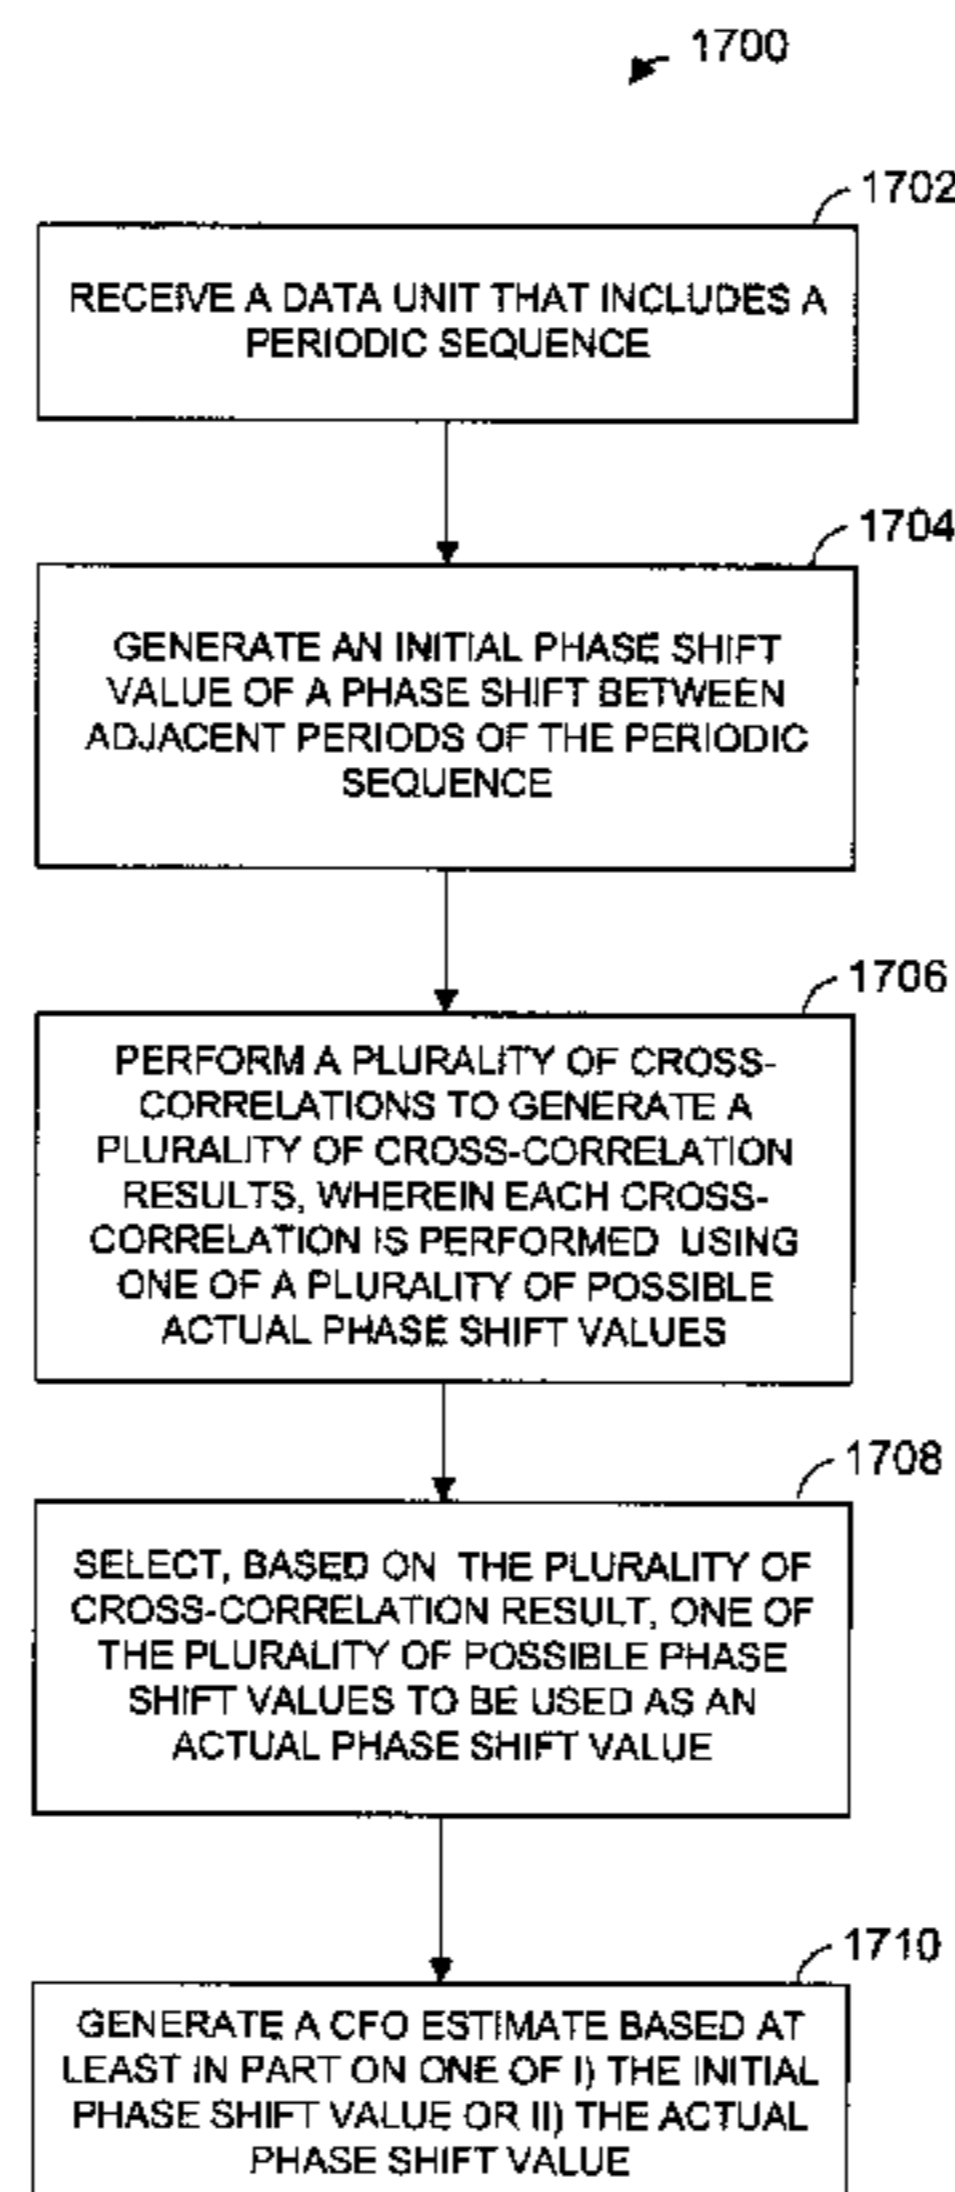 1700
1702
RECEIVE A DATA UNIT THAT INCLUDES A
PERIODIC SEQUENCE
1704
GENERATE AN INITIAL PHASE SHIFT
VALUE OF A PHASE SHIFT BETWEEN
ADJACENT PERIODS OF THE PERIODIC
SEQUENCE
1706
PERFORM A PLURALITY OF CROSS-
CORRELATIONS TO GENERATE A
PLURALITY OF CROSS-CORRELATION
RESULTS, WHEREIN EACH CROSS-
CORRELATION IS PERFORMED USING
ONE OF A PLURALITY OF POSSIBLE
ACTUAL PHASE SHIFT VALUES
1708
SELECT, BASED ON THE PLURALITY OF
CROSS-CORRELATION RESULT, ONE OF
THE PLURALITY OF POSSIBLE PHASE
SHIFT VALUES TO BE USED AS AN
ACTUAL PHASE SHIFT VALUE
1710
GENERATE A CFO ESTIMATE BASED AT
LEAST IN PART ON ONE OF I) THE INITIAL
PHASE SHIFT VALUE OR II) THE ACTUAL
PHASE SHIFT VALUE